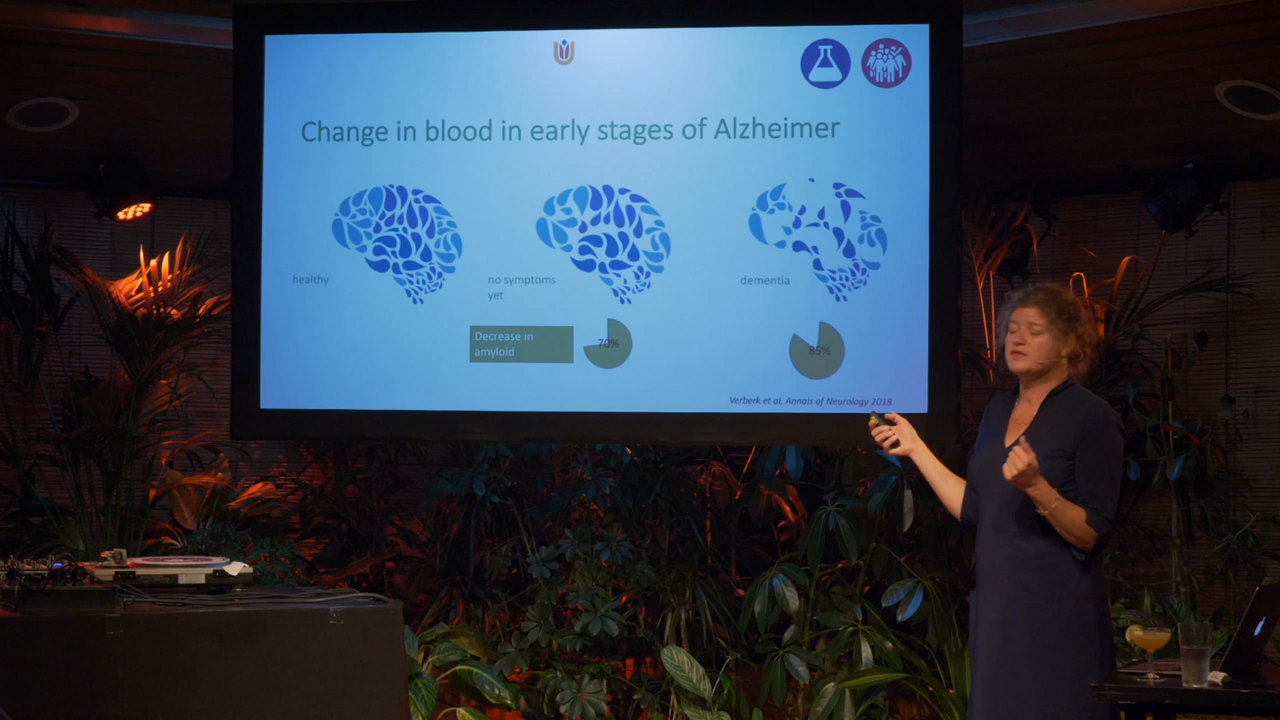 Change in blood in early stages of Alzheimer
healthy
no symptoms
yet
dementia
Decrease in
amyloid
70%
85%
Verberk et al, Annals of Neurology 2018